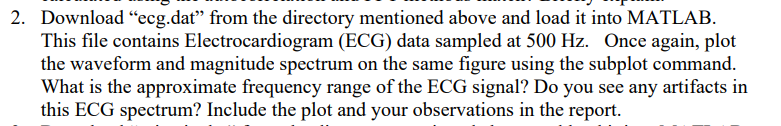 2. Download “ecg.dat” from the directory mentioned above and load it into MATLAB.
This file contains Electrocardiogram (ECG) data sampled at 500 Hz. Once again, plot
the waveform and magnitude spectrum on the same figure using the subplot command.
What is the approximate frequency range of the ECG signal? Do you see any artifacts in
this ECG spectrum? Include the plot and your observations in the report.